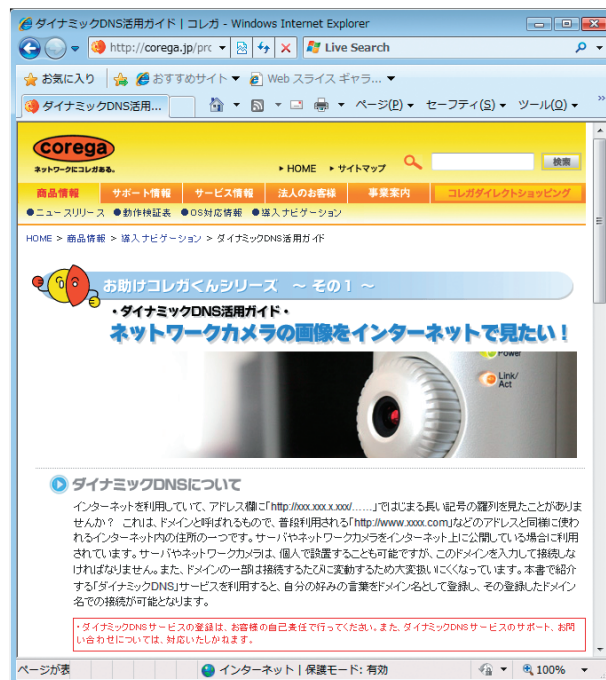 ダイナミックDNS活用ガイド | コレガ - Windows Internet Explorer
http://corega.jp/prc
Live Search
お気に入り
おすすめサイト
Web スライス ギャラ...
ダイナミックDNS活用...
ページ(P)
セーフティ(S)
ツール(O)
»
corega
ネットワークにコレガある。
HOME
サイトマップ
検索
商品情報
サポート情報
サービス情報
法人のお客様
事業案内
コレガダイレクトショッピング
●ニュースリリース ●動作検証表 ●OS対応情報 ●導入ナビゲーション
HOME > 商品情報 > 導入ナビゲーション > ダイナミックDNS活用ガイド
お助けコレガくんシリーズ ～ その1 ～
・ダイナミックDNS活用ガイド・
ネットワークカメラの画像をインターネットで見たい！
Power
Link/
Act
ダイナミックDNSについて
インターネットを利用していて、アドレス欄に「http://xxx.xxx.x.xxx/……」ではじまる長い記号の羅列を見たことがありま
せんか？ これは、ドメインと呼ばれるもので、普段利用される「http://www.xxxx.com」などのアドレスと同様に使わ
れるインターネット内の住所の一つです。サーバやネットワークカメラをインターネット上に公開している場合に利用
されています。サーバやネットワークカメラは、個人で設置することも可能ですが、このドメインを入力して接続しな
ければなりません。また、ドメインの一部は接続するたびに変動するため大変扱いにくくなっています。本書で紹介
する「ダイナミックDNS」サービスを利用すると、自分の好みの言葉をドメイン名として登録し、その登録したドメイン
名での接続が可能となります。
・ダイナミックDNSサービスの登録は、お客様の自己責任で行ってください。また、ダイナミックDNSサービスのサポート、お問
い合わせについては、対応いたしかねます。
ページが表
インターネット | 保護モード: 有効
100%